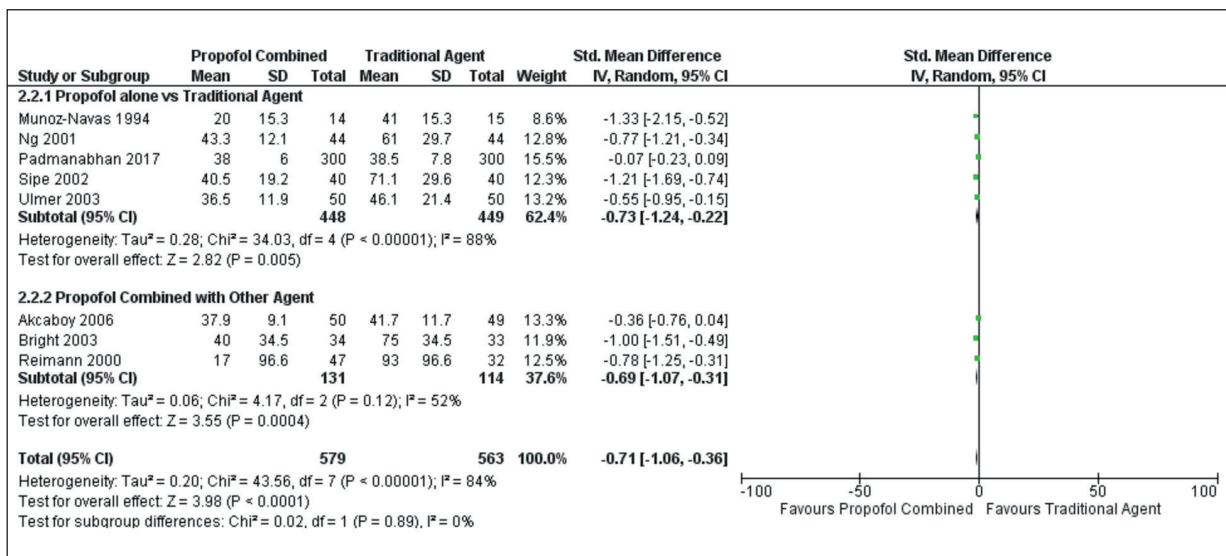 Propofol Combined Traditional Agent Std. Mean Difference Std. Mean Difference
Study or Subgroup Mean SD Total Mean SD Total Weight IV, Random, 95% CI IV, Random, 95% CI
2.2.1 Propofol alone vs Traditional Agent
Munoz-Navas 1994 20 15.3 14 41 15.3 15 8.6% -1.33 [-2.15, -0.52]
Ng 2001 43.3 12.1 44 61 29.7 44 12.8% -0.77 [-1.21, -0.34]
Padmanabhan 2017 38 6 300 38.5 7.8 300 15.5% -0.07 [-0.23, 0.09]
Sipe 2002 40.5 19.2 40 71.1 29.6 40 12.3% -1.21 [-1.69, -0.74]
Ulmer 2003 36.5 11.9 50 46.1 21.4 50 13.2% -0.55 [-0.95, -0.15]
Subtotal (95% CI) 448 449 62.4% -0.73 [-1.24, -0.22]
Heterogeneity: Tau² = 0.28; Chi² = 34.03, df = 4 (P < 0.00001); I² = 88%
Test for overall effect: Z = 2.82 (P = 0.005)
2.2.2 Propofol Combined with Other Agent
Akcaboy 2006 37.9 9.1 50 41.7 11.7 49 13.3% -0.36 [-0.76, 0.04]
Bright 2003 40 34.5 34 75 34.5 33 11.9% -1.00 [-1.51, -0.49]
Reimann 2000 17 96.6 47 93 96.6 32 12.5% -0.78 [-1.25, -0.31]
Subtotal (95% CI) 131 114 37.6% -0.69 [-1.07, -0.31]
Heterogeneity: Tau² = 0.06; Chi² = 4.17, df = 2 (P = 0.12); I² = 52%
Test for overall effect: Z = 3.55 (P = 0.0004)
Total (95% CI) 579 563 100.0% -0.71 [-1.06, -0.36]
Heterogeneity: Tau² = 0.20; Chi² = 43.56, df = 7 (P < 0.00001); I² = 84%
Test for overall effect: Z = 3.98 (P < 0.0001)
Test for subgroup differences: Chi² = 0.02, df = 1 (P = 0.89), I² = 0%
-100 -50 0 50 100
Favours Propofol Combined Favours Traditional Agent